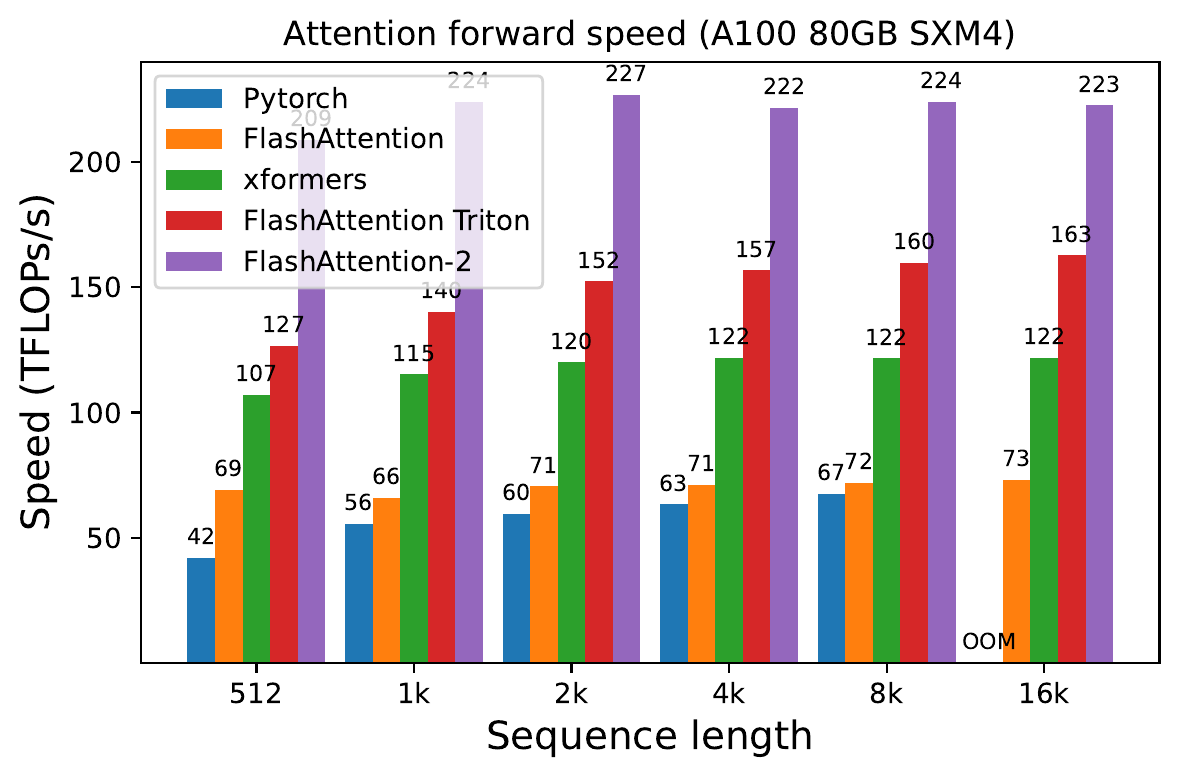 Attention forward speed (A100 80GB SXM4)
Speed (TFLOPs/s)
200
150
100
50
Pytorch
FlashAttention
xformers
FlashAttention Triton
FlashAttention-2
42 69 107 127 209
56 66 115 140 224
60 71 120 152 227
63 71 122 157 222
67 72 122 160 224
OOM 73 122 163 223
512 1k 2k 4k 8k 16k
Sequence length